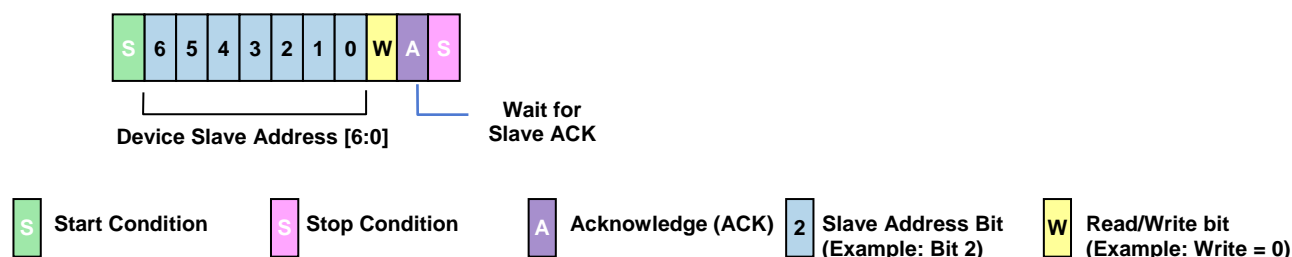 S 6 5 4 3 2 1 0 W A S
Device Slave Address [6:0]
Wait for
Slave ACK
S Start Condition
S Stop Condition
A Acknowledge (ACK)
2 Slave Address Bit
(Example: Bit 2)
W Read/Write bit
(Example: Write = 0)